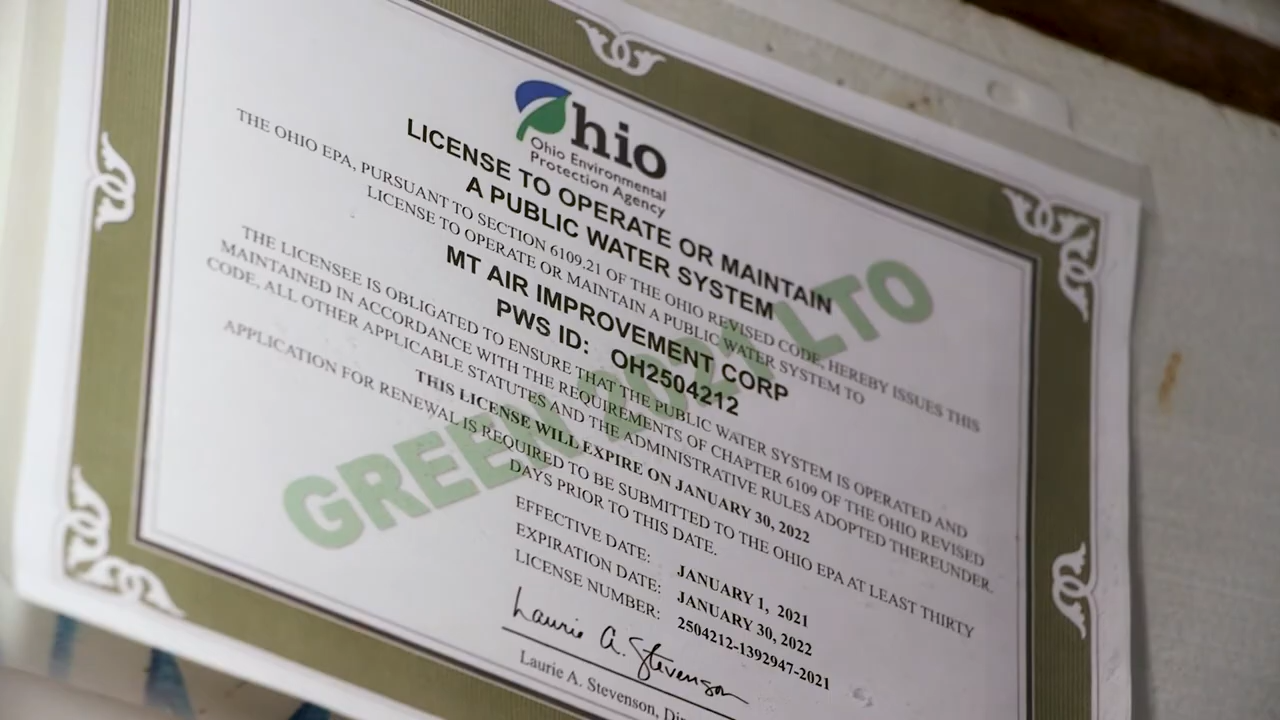 Ohio
Ohio Environmental
Protection Agency
LICENSE TO OPERATE OR MAINTAIN
A PUBLIC WATER SYSTEM
THE OHIO EPA, PURSUANT TO SECTION 6109.21 OF THE OHIO REVISED CODE, HEREBY ISSUES THIS
LICENSE TO OPERATE OR MAINTAIN A PUBLIC WATER SYSTEM TO
MT AIR IMPROVEMENT CORP
PWS ID: OH2504212
THE LICENSEE IS OBLIGATED TO ENSURE THAT THE PUBLIC WATER SYSTEM IS OPERATED AND
MAINTAINED IN ACCORDANCE WITH THE REQUIREMENTS OF CHAPTER 6109 OF THE OHIO REVISED
CODE, ALL OTHER APPLICABLE STATUTES AND THE ADMINISTRATIVE RULES ADOPTED THEREUNDER.
THIS LICENSE WILL EXPIRE ON JANUARY 30, 2022
APPLICATION FOR RENEWAL IS REQUIRED TO BE SUBMITTED TO THE OHIO EPA AT LEAST THIRTY
DAYS PRIOR TO THIS DATE.
GREEN 2021 LTO
EFFECTIVE DATE: JANUARY 1, 2021
EXPIRATION DATE: JANUARY 30, 2022
LICENSE NUMBER: 2504212-1392947-2021
Laurie A. Stevenson
Laurie A. Stevenson,